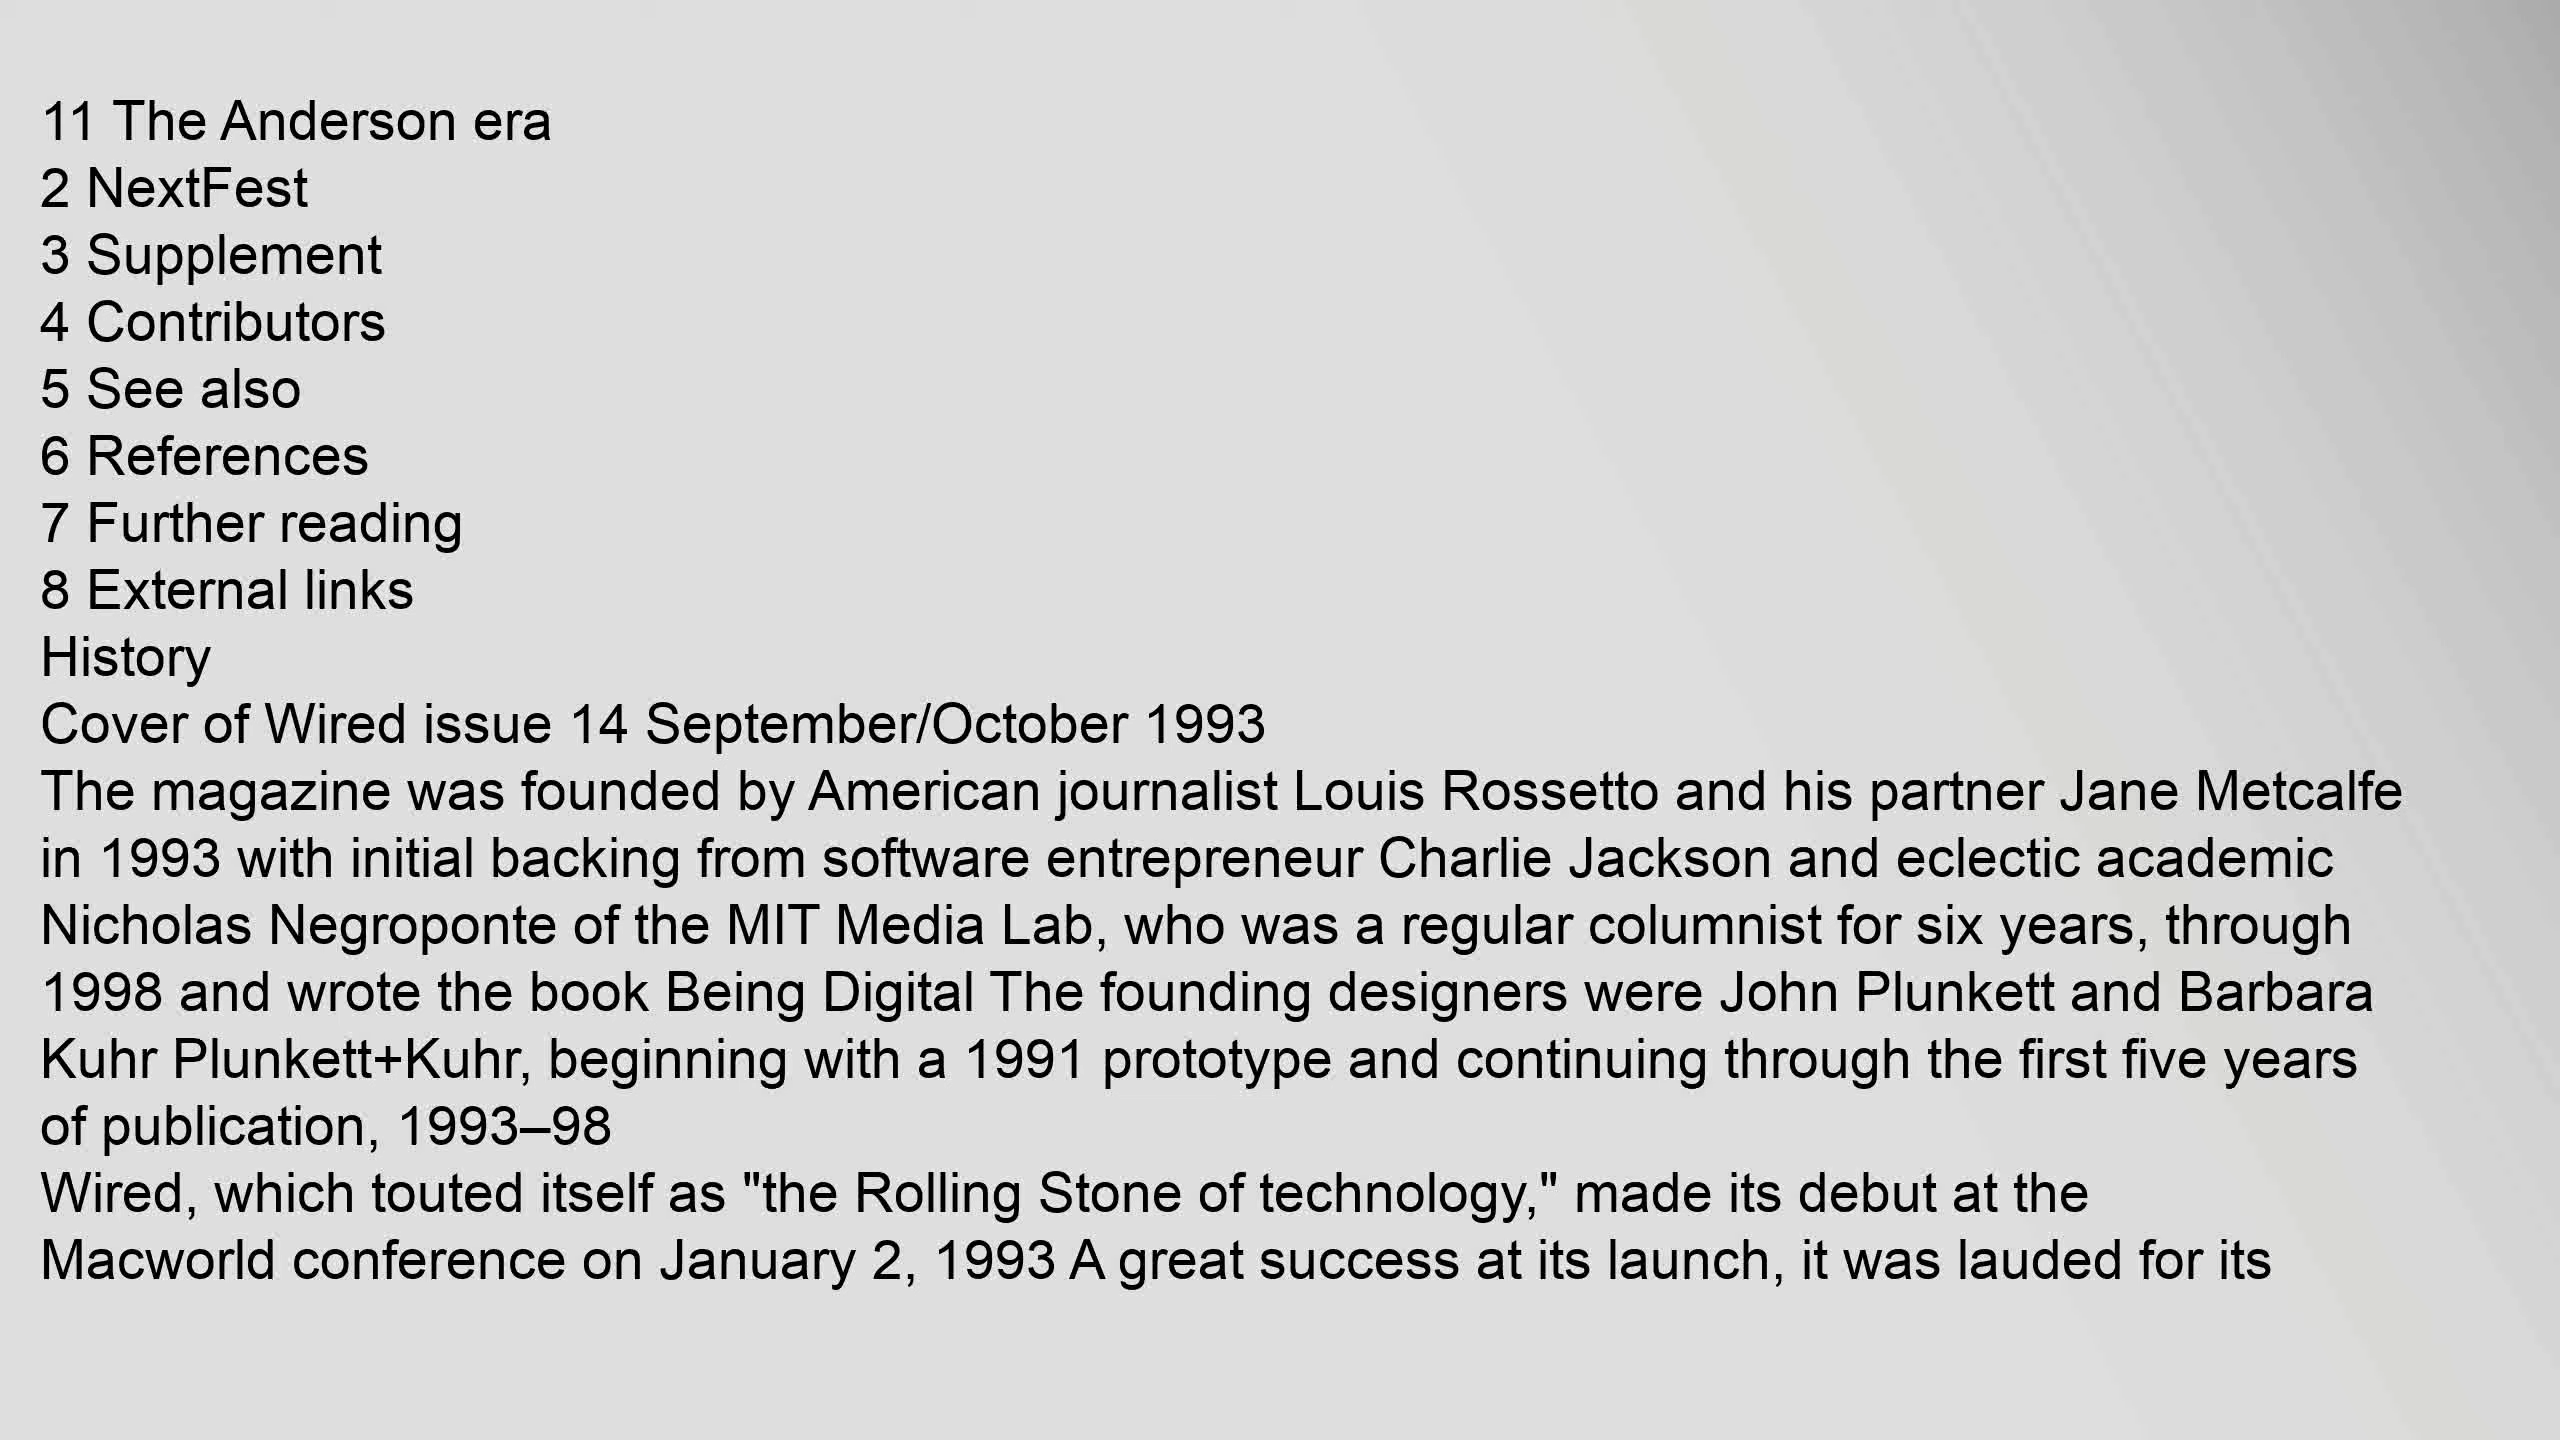 11 The Anderson era
2 NextFest
3 Supplement
4 Contributors
5 See also
6 References
7 Further reading
8 External links
History
Cover of Wired issue 14 September/October 1993
The magazine was founded by American journalist Louis Rossetto and his partner Jane Metcalfe
in 1993 with initial backing from software entrepreneur Charlie Jackson and eclectic academic
Nicholas Negroponte of the MIT Media Lab, who was a regular columnist for six years, through
1998 and wrote the book Being Digital The founding designers were John Plunkett and Barbara
Kuhr Plunkett+Kuhr, beginning with a 1991 prototype and continuing through the first five years
of publication, 1993–98
Wired, which touted itself as "the Rolling Stone of technology," made its debut at the
Macworld conference on January 2, 1993 A great success at its launch, it was lauded for its